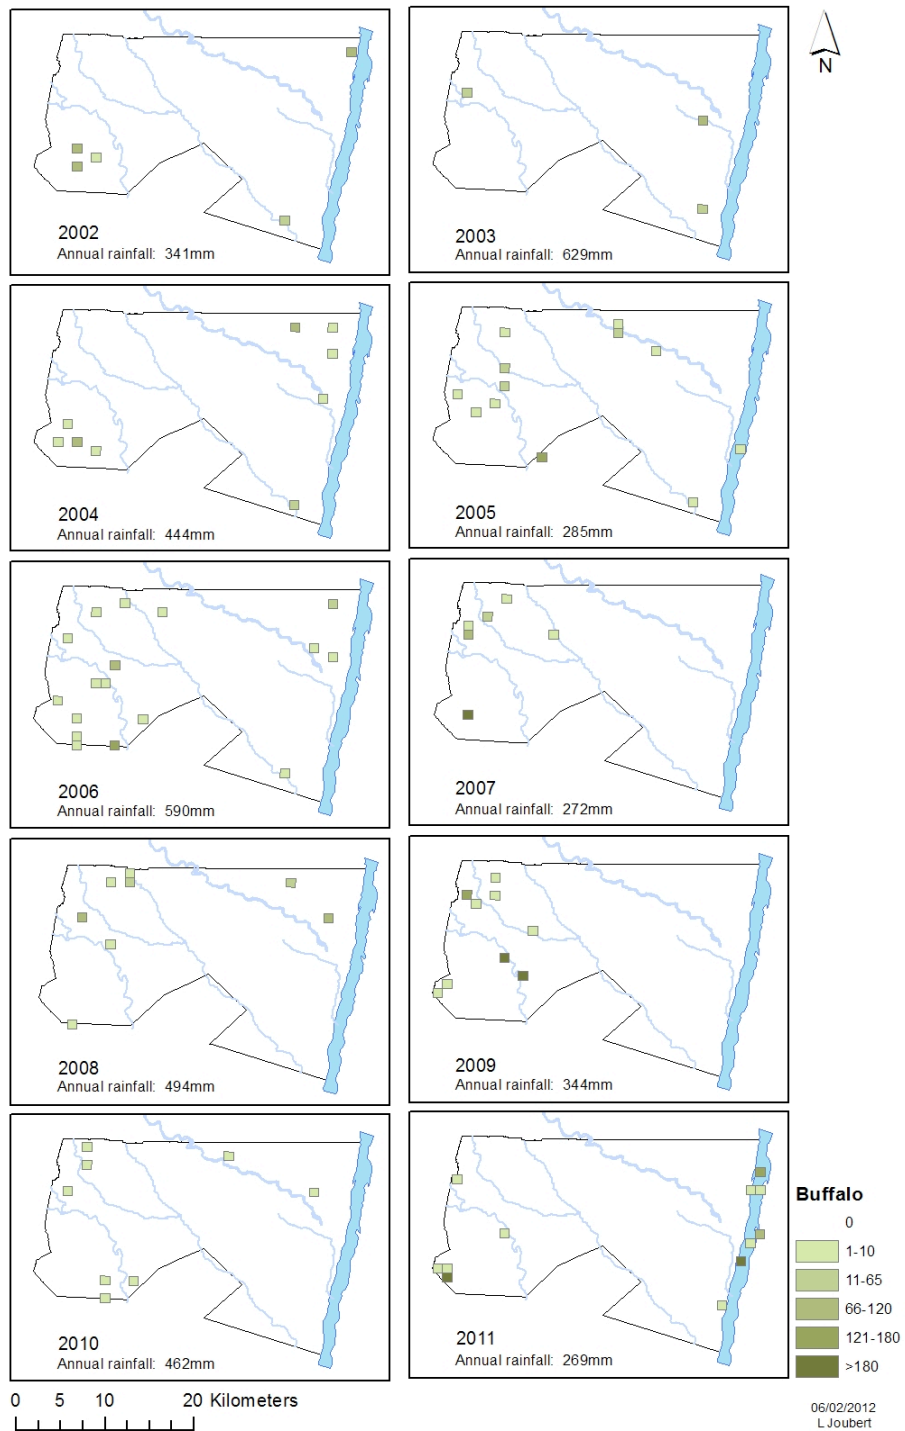 N
2002
Annual rainfall: 341mm
2003
Annual rainfall: 629mm
2004
Annual rainfall: 444mm
2005
Annual rainfall: 285mm
2006
Annual rainfall: 590mm
2007
Annual rainfall: 272mm
2008
Annual rainfall: 494mm
2009
Annual rainfall: 344mm
2010
Annual rainfall: 462mm
2011
Annual rainfall: 269mm
Buffalo
0
1-10
11-65
66-120
121-180
>180
0 5 10 20 Kilometers
06/02/2012
L Joubert